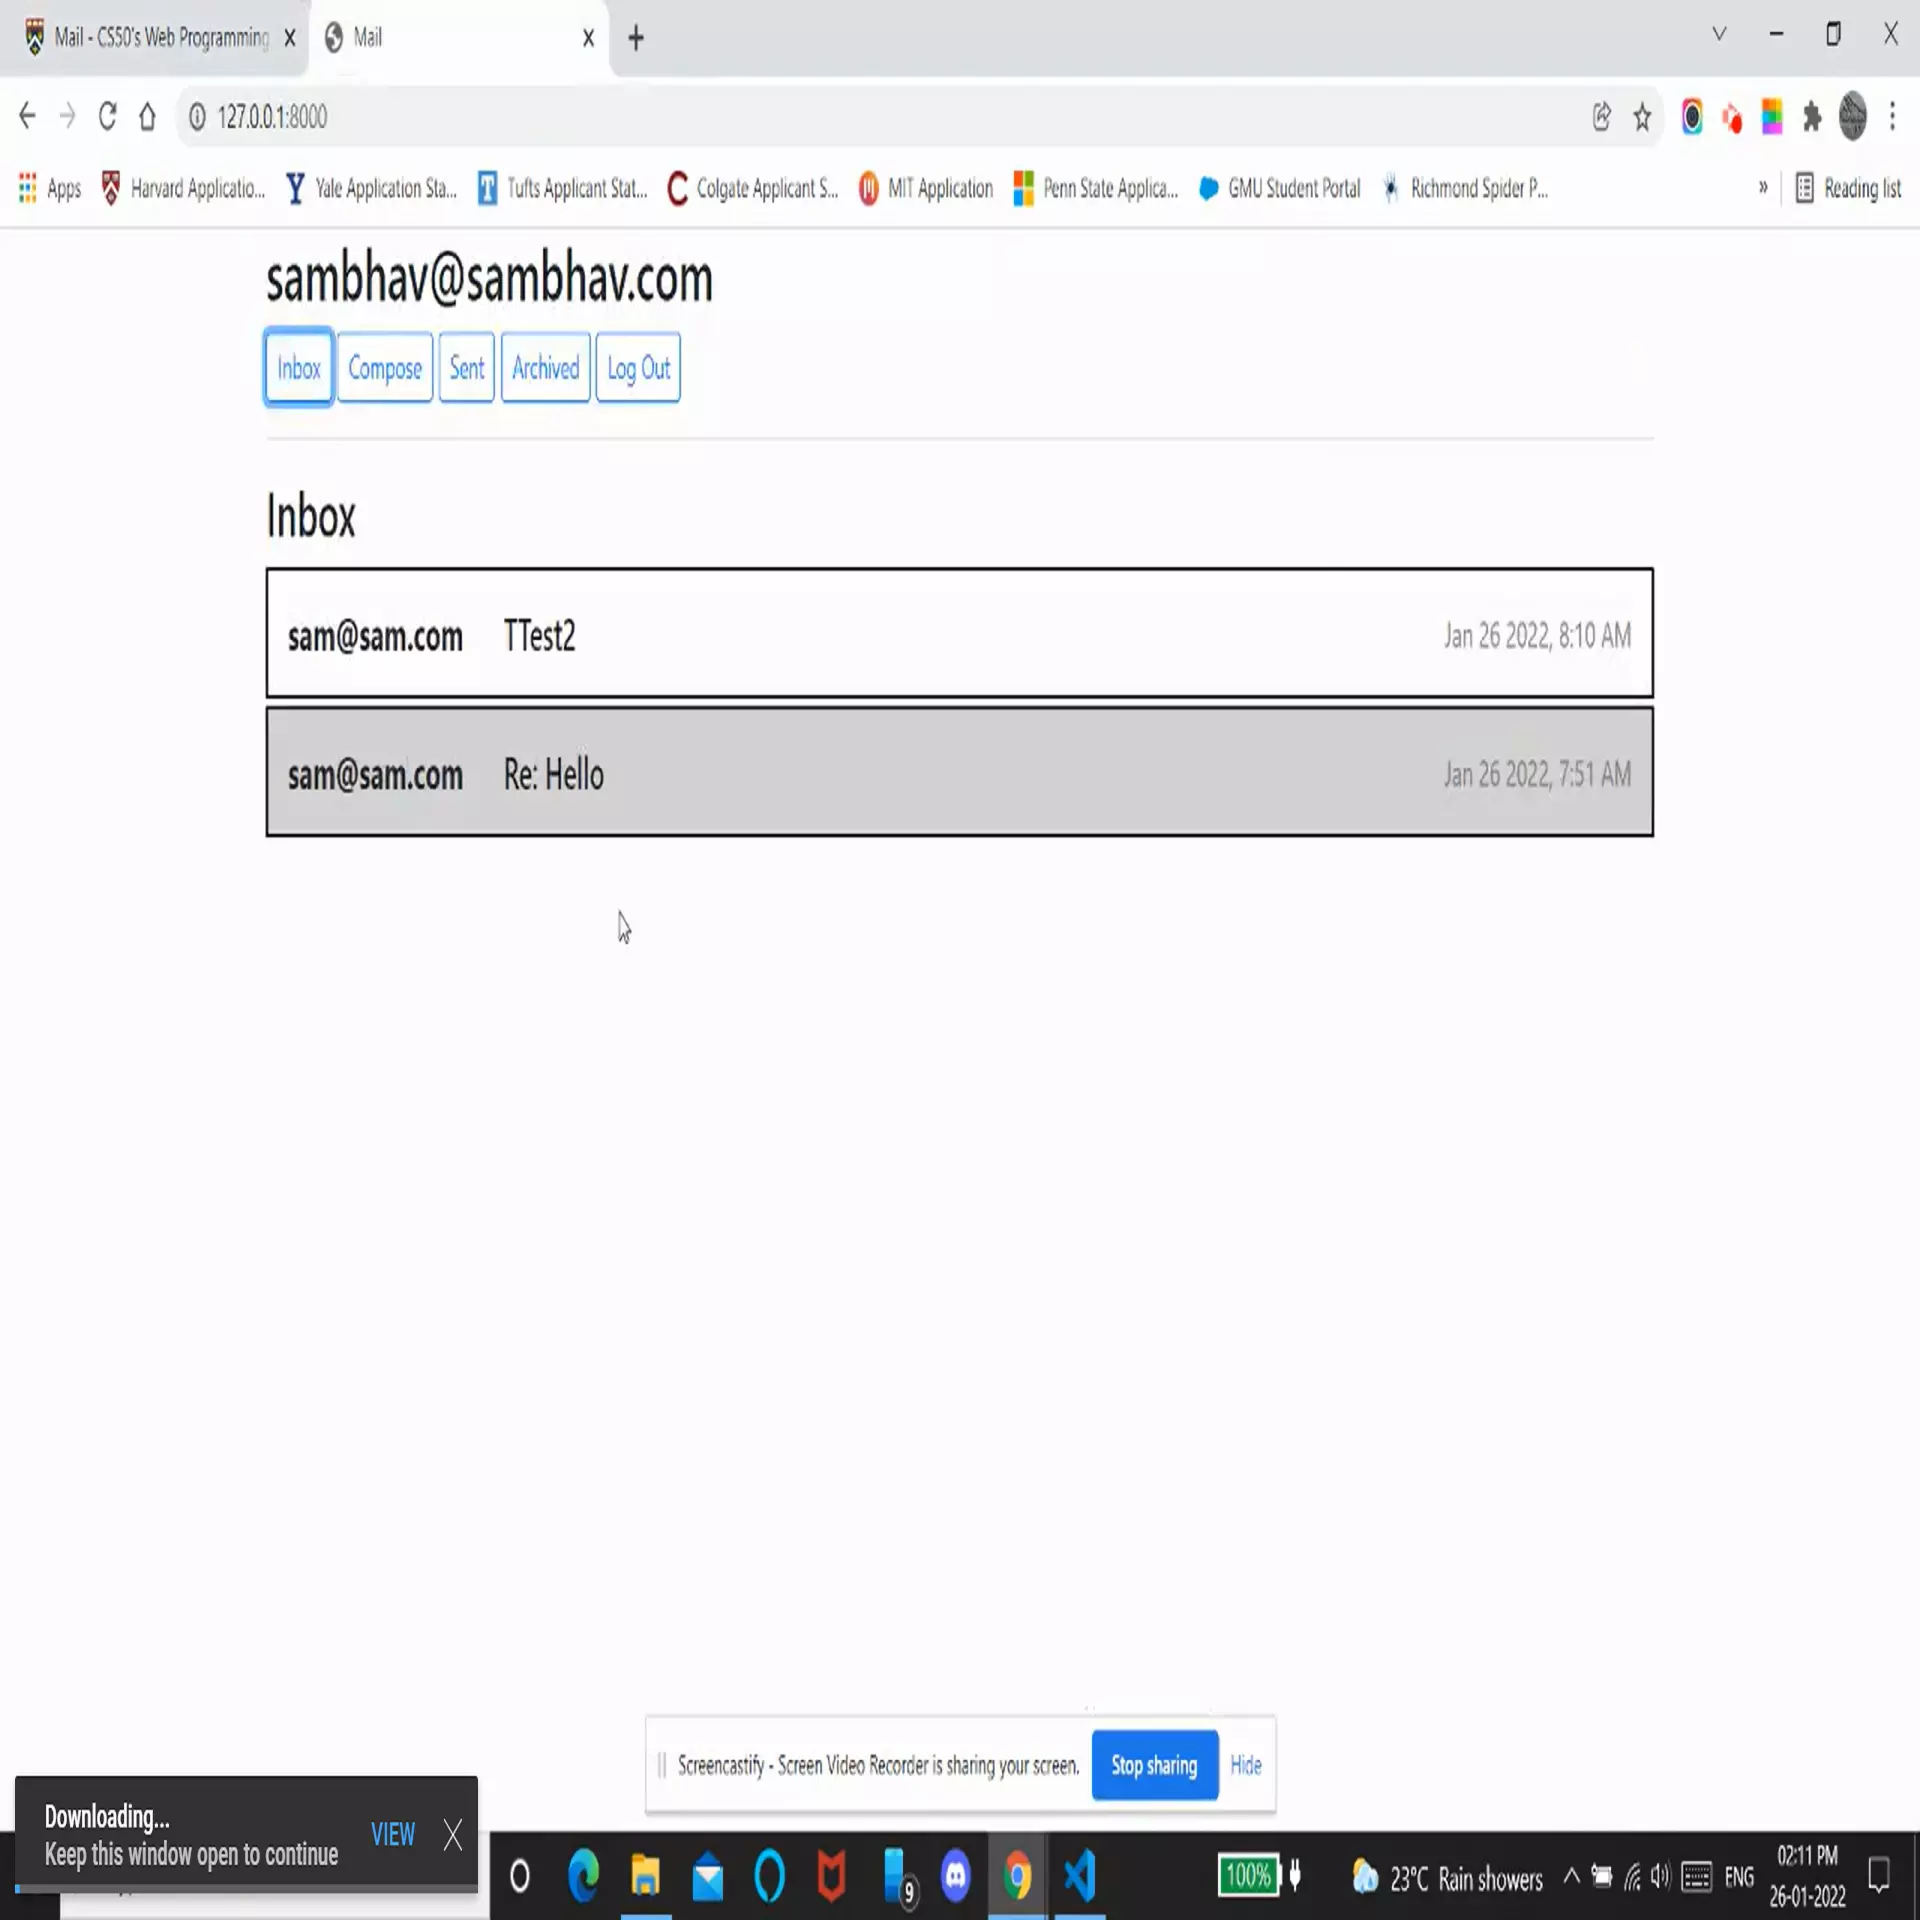 Mail - CS50's Web Programming
Mail
127.0.0.1:8000
Apps Harvard Applicatio... Yale Application Sta... Tufts Applicant Stat... Colgate Applicant S... MIT Application Penn State Applica... GMU Student Portal Richmond Spider P... » Reading list
sambhav@sambhav.com
Inbox Compose Sent Archived Log Out
Inbox
sam@sam.com TTest2 Jan 26 2022, 8:10 AM
sam@sam.com Re: Hello Jan 26 2022, 7:51 AM
Screencastify - Screen Video Recorder is sharing your screen. Stop sharing Hide
Downloading...
Keep this window open to continue
VIEW
9
100%
23°C Rain showers
ENG
02:11 PM
26-01-2022